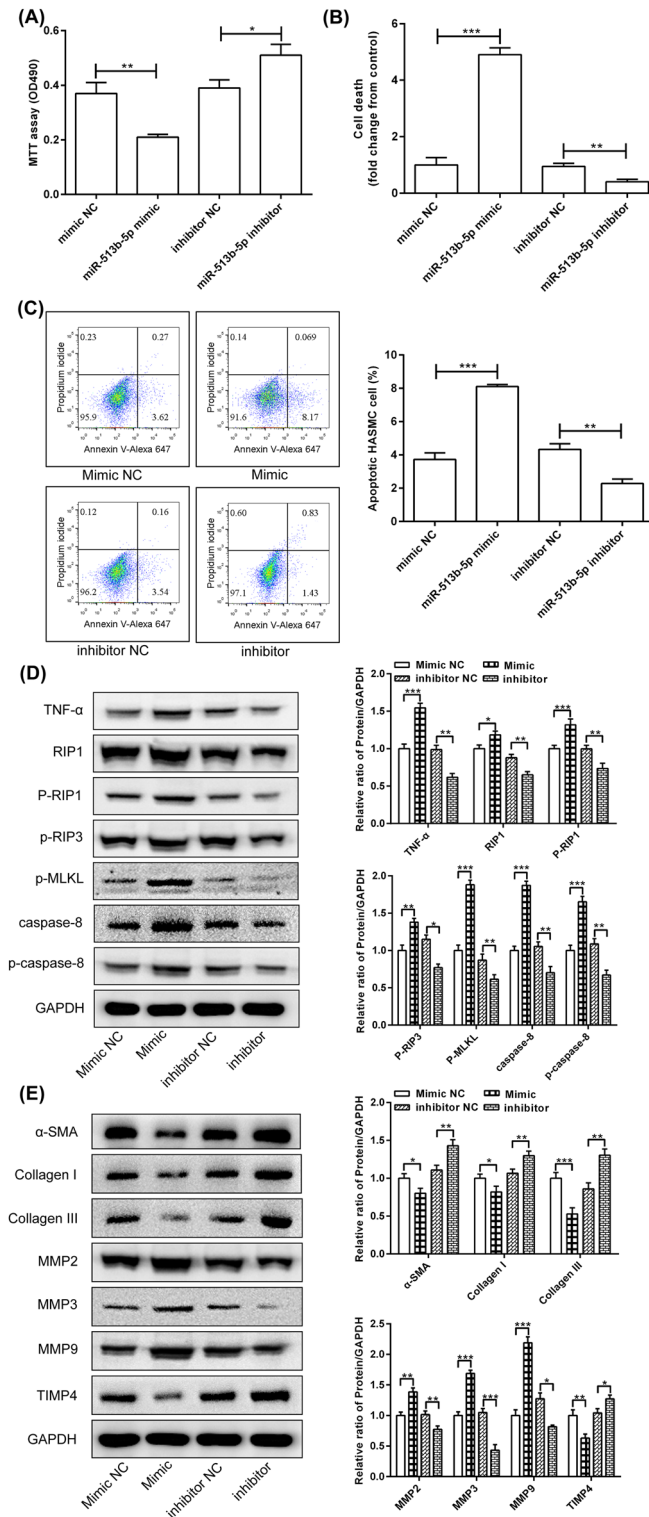 (A)
MTT assay (OD490)
0.6
0.4
0.2
0.0
**
*
mimic NC
miR-513b-5p mimic
inhibitor NC
miR-513b-5p inhibitor
(B)
Cell death
(fold change from control)
6
4
2
0
***
**
mimic NC
miR-513b-5p mimic
inhibitor NC
miR-513b-5p inhibitor
(C)
Propidium iodide
0.23
0.27
95.9
3.62
Annexin V-Alexa 647
Mimic NC
Propidium iodide
0.14
0.069
91.6
8.17
Annexin V-Alexa 647
Mimic
Propidium iodide
0.12
0.16
96.2
3.54
Annexin V-Alexa 647
inhibitor NC
Propidium iodide
0.60
0.83
97.1
1.43
Annexin V-Alexa 647
inhibitor
Apoptotic HASMC cell (%)
10
8
6
4
2
0
***
**
mimic NC
miR-513b-5p mimic
inhibitor NC
miR-513b-5p inhibitor
(D)
TNF-α
RIP1
P-RIP1
p-RIP3
p-MLKL
caspase-8
p-caspase-8
GAPDH
Mimic NC
Mimic
inhibitor NC
inhibitor
Mimic NC Mimic
inhibitor NC inhibitor
Relative ratio of Protein/GAPDH
2.0
1.5
1.0
0.5
0.0
*** ** * ** *** **
TNF-α
RIP1
P-RIP1
Relative ratio of Protein/GAPDH
2.0
1.5
1.0
0.5
0.0
** * *** ** *** ** *** **
P-RIP3
P-MLKL
caspase-8
p-caspase-8
(E)
α-SMA
Collagen I
Collagen III
MMP2
MMP3
MMP9
TIMP4
GAPDH
Mimic NC
Mimic
inhibitor NC
inhibitor
Mimic NC Mimic
inhibitor NC inhibitor
Relative ratio of Protein/GAPDH
2.0
1.5
1.0
0.5
0.0
* ** * ** *** **
α-SMA
Collagen I
Collagen III
Relative ratio of Protein/GAPDH
2.5
2.0
1.5
1.0
0.5
0.0
** ** *** *** *** * ** *
MMP2
MMP3
MMP9
TIMP4